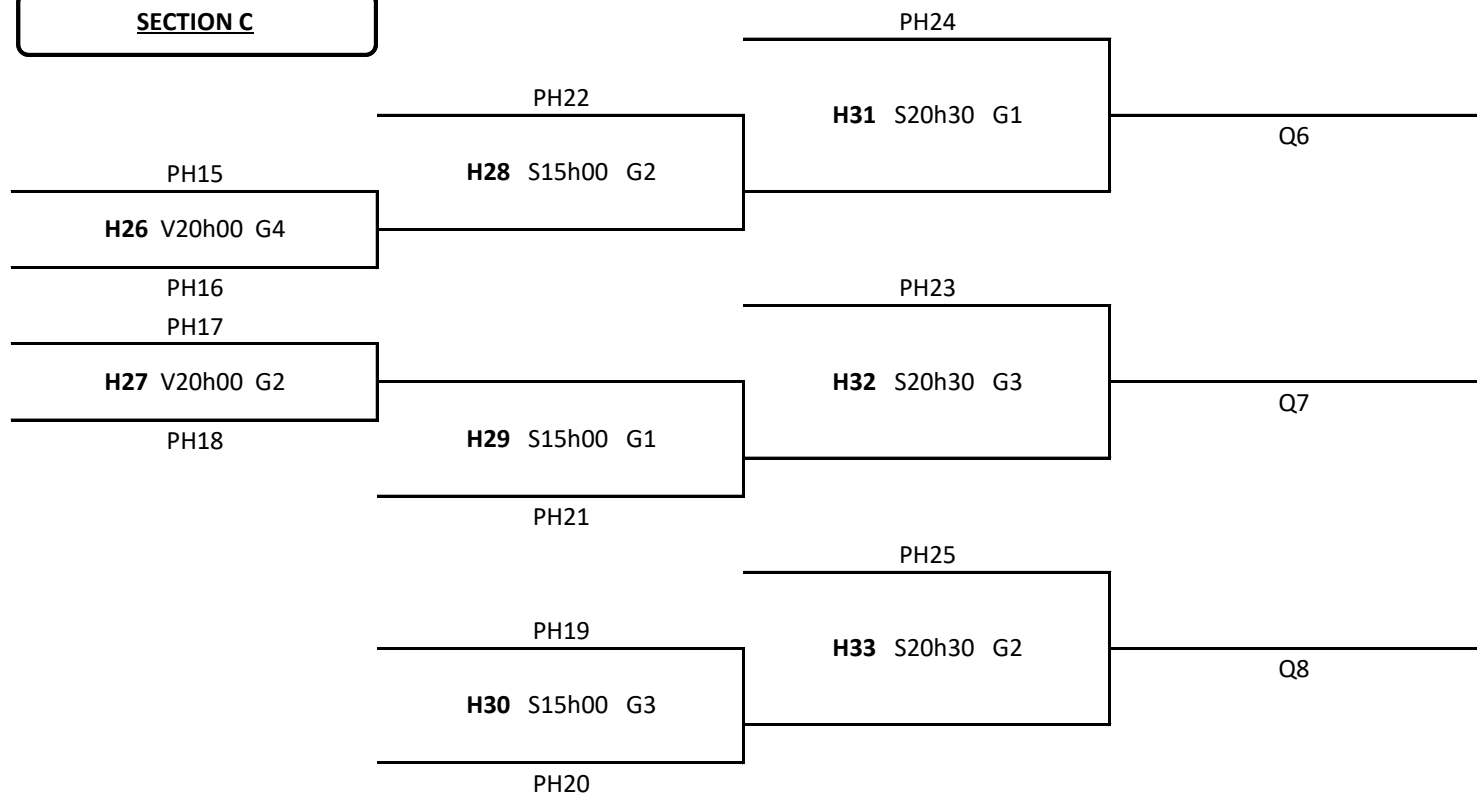 SECTION C
PH24
PH22
H31 S20h30 G1
Q6
PH15
H28 S15h00 G2
H26 V20h00 G4
PH16
PH23
PH17
H27 V20h00 G2
H32 S20h30 G3
Q7
PH18
H29 S15h00 G1
PH21
PH25
PH19
H33 S20h30 G2
Q8
H30 S15h00 G3
PH20